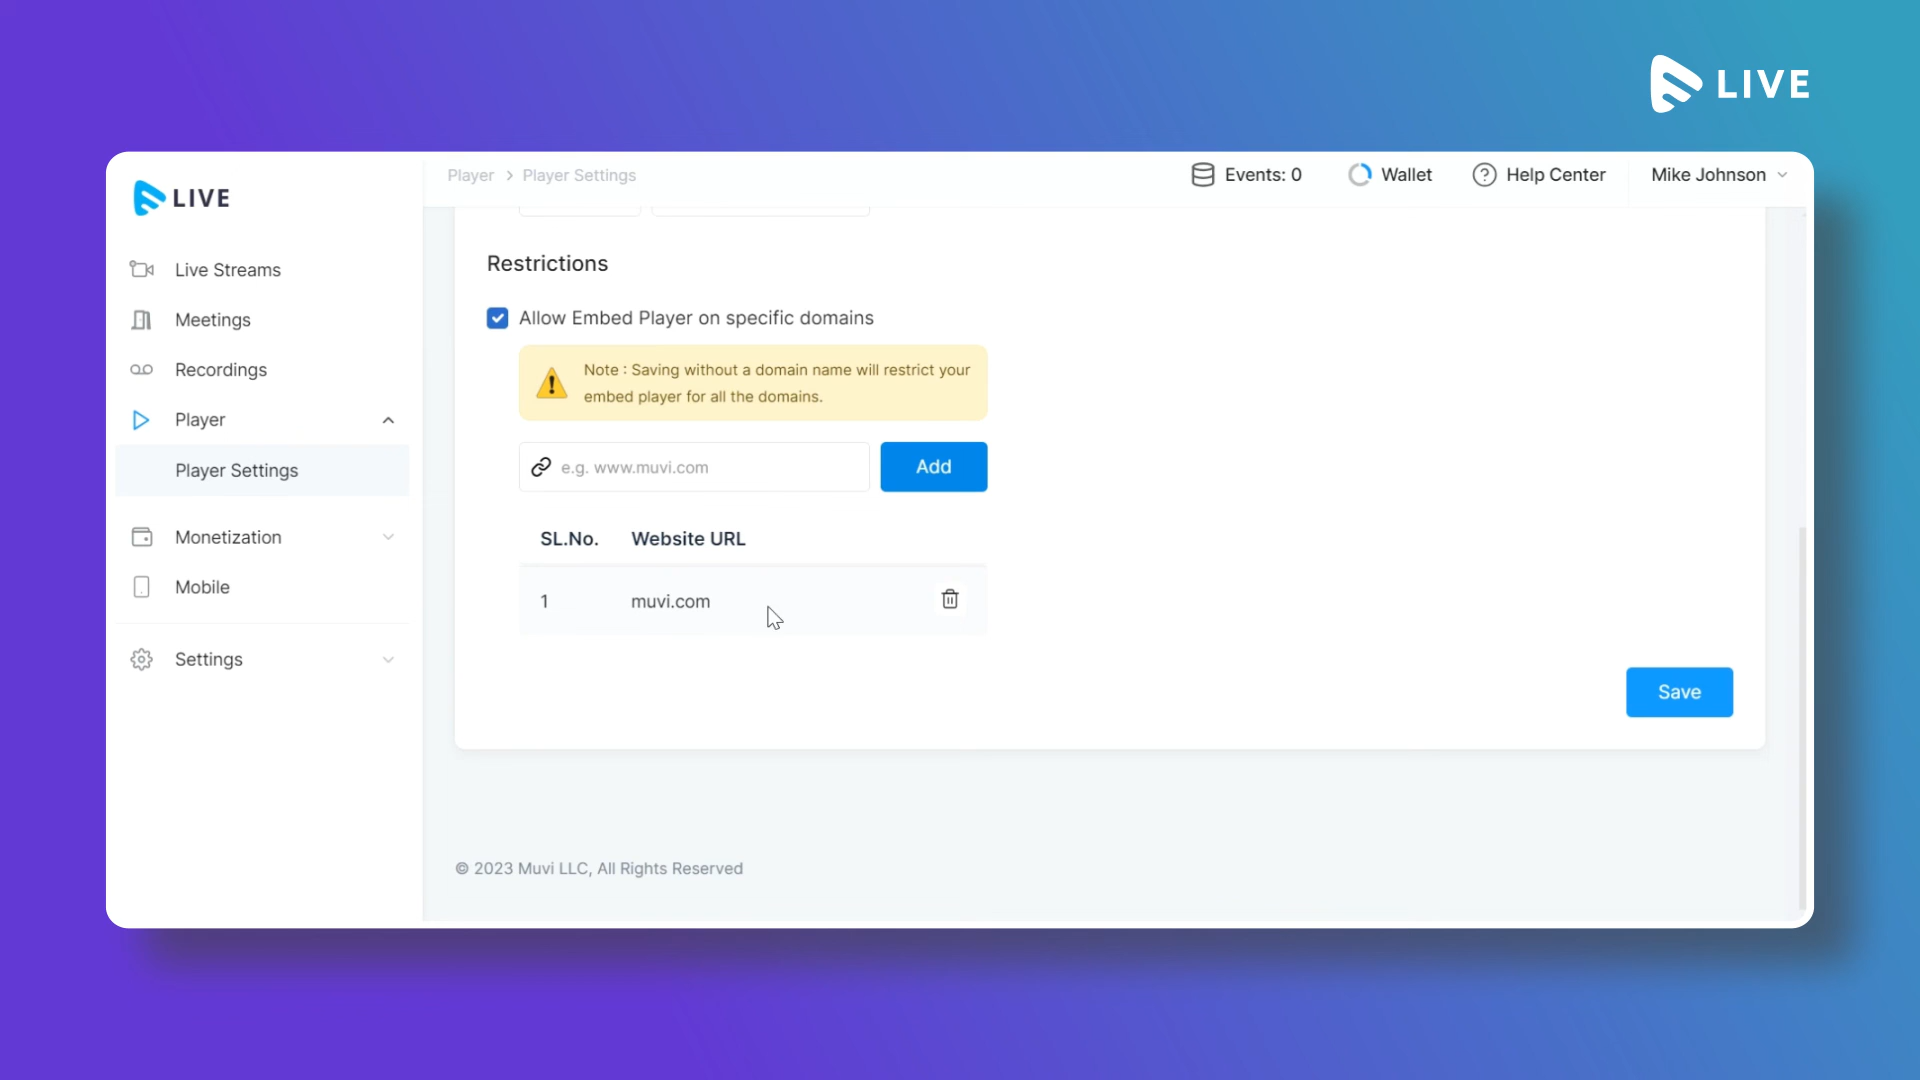 LIVE
LIVE
Player > Player Settings
Events: 0
Wallet
Help Center
Mike Johnson
Live Streams
Meetings
Recordings
Player
Player Settings
Monetization
Mobile
Settings
Restrictions
Allow Embed Player on specific domains
Note : Saving without a domain name will restrict your
embed player for all the domains.
e.g. www.muvi.com
Add
SL.No. Website URL
1 muvi.com
Save
© 2023 Muvi LLC, All Rights Reserved